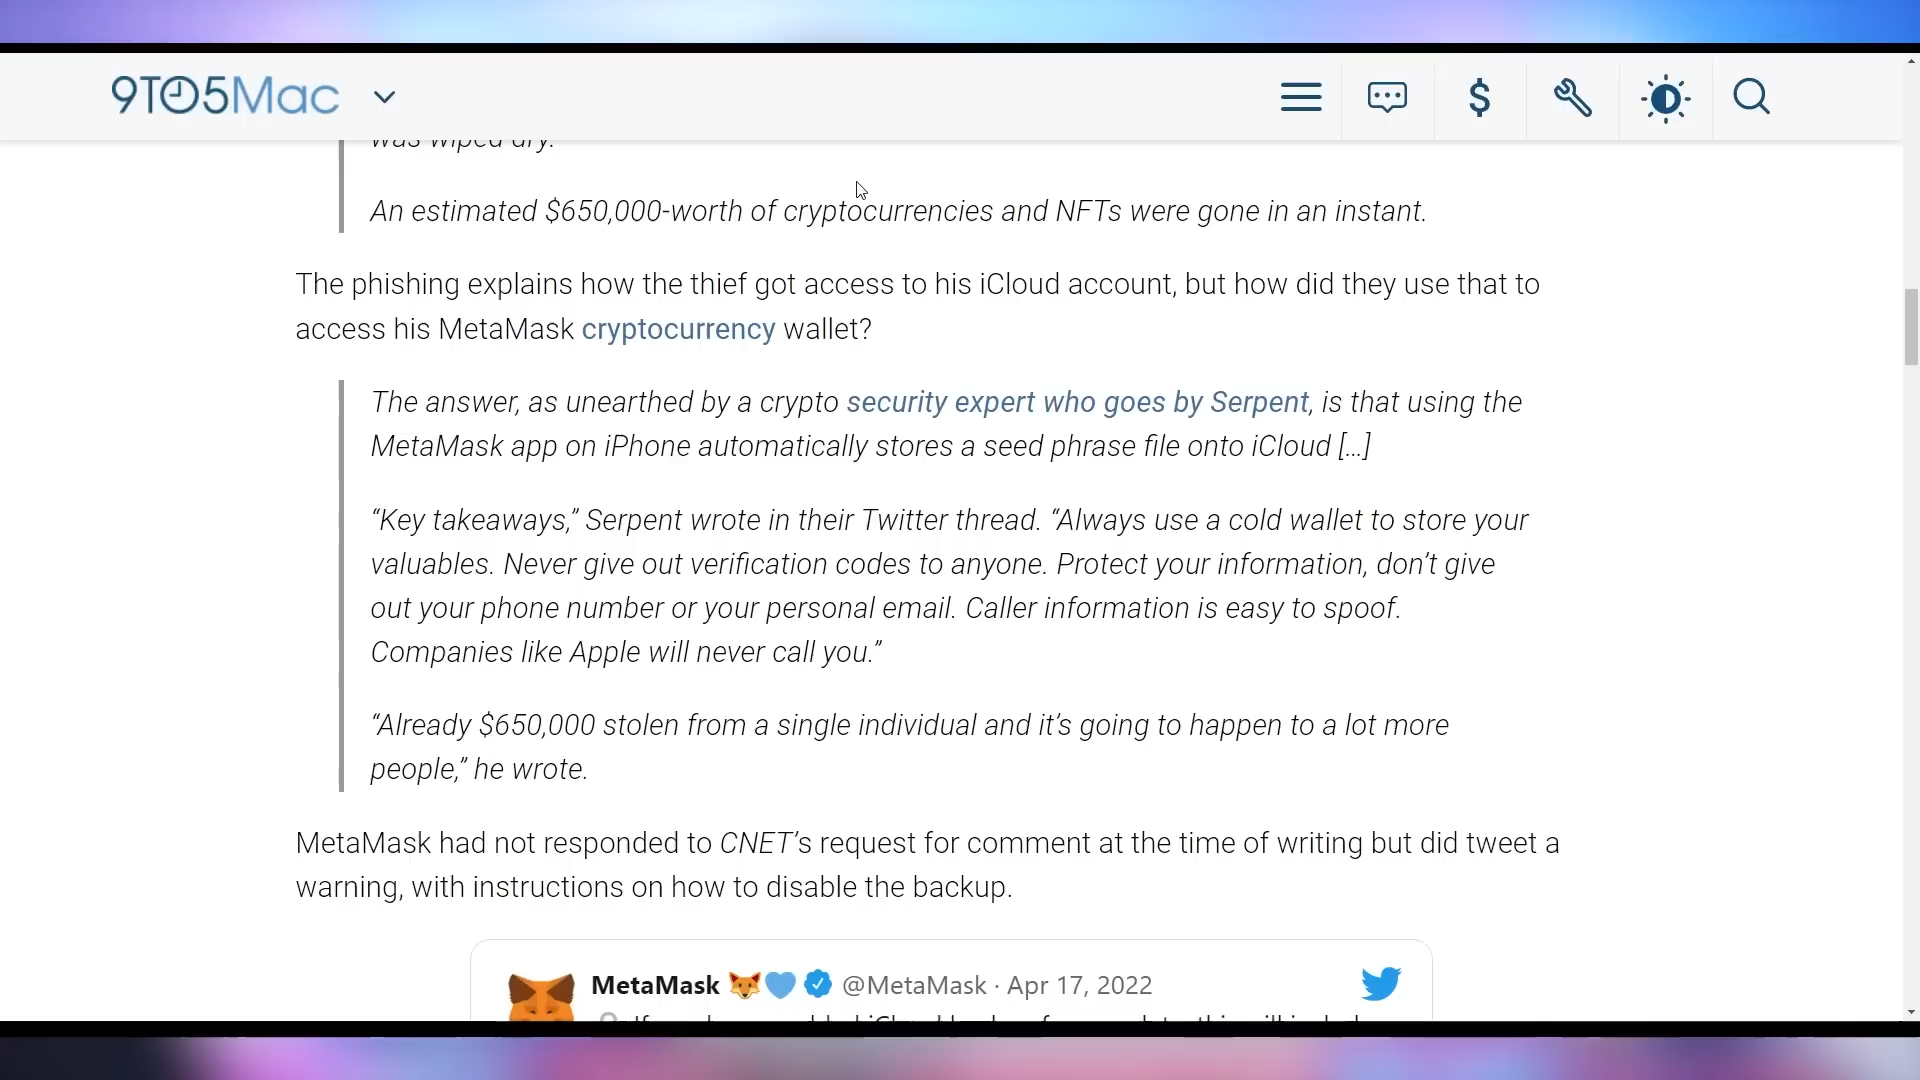 9TO5Mac
was wiped dry.
An estimated $650,000-worth of cryptocurrencies and NFTs were gone in an instant.
The phishing explains how the thief got access to his iCloud account, but how did they use that to
access his MetaMask cryptocurrency wallet?
The answer, as unearthed by a crypto security expert who goes by Serpent, is that using the
MetaMask app on iPhone automatically stores a seed phrase file onto iCloud […]
“Key takeaways,” Serpent wrote in their Twitter thread. “Always use a cold wallet to store your
valuables. Never give out verification codes to anyone. Protect your information, don’t give
out your phone number or your personal email. Caller information is easy to spoof.
Companies like Apple will never call you.”
“Already $650,000 stolen from a single individual and it’s going to happen to a lot more
people,” he wrote.
MetaMask had not responded to CNET’s request for comment at the time of writing but did tweet a
warning, with instructions on how to disable the backup.
MetaMask 🦊💙 @MetaMask · Apr 17, 2022